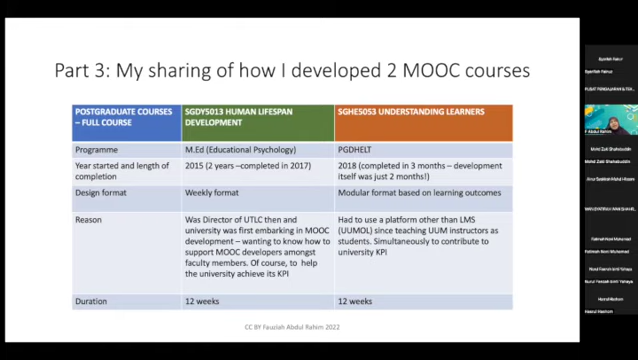 Part 3: My sharing of how I developed 2 MOOC courses
POSTGRADUATE COURSES
– FULL COURSE
SGDY5013 HUMAN LIFESPAN
DEVELOPMENT
SGHE5053 UNDERSTANDING LEARNERS
Programme
M.Ed (Educational Psychology)
PGDHELT
Year started and length of
completion
2015 (2 years –completed in 2017)
2018 (completed in 3 months – development
itself was just 2 months!)
Design format
Weekly format
Modular format based on learning outcomes
Reason
Was Director of UTLC then and
university was first embarking in MOOC
development – wanting to know how to
support MOOC developers amongst
faculty members. Of course, to help
the university achieve its KPI
Had to use a platform other than LMS
(UUMOL) since teaching UUM instructors as
students. Simultaneously to contribute to
university KPI
Duration
12 weeks
12 weeks
CC BY Fauziah Abdul Rahim 2022
F Abdul Rahim